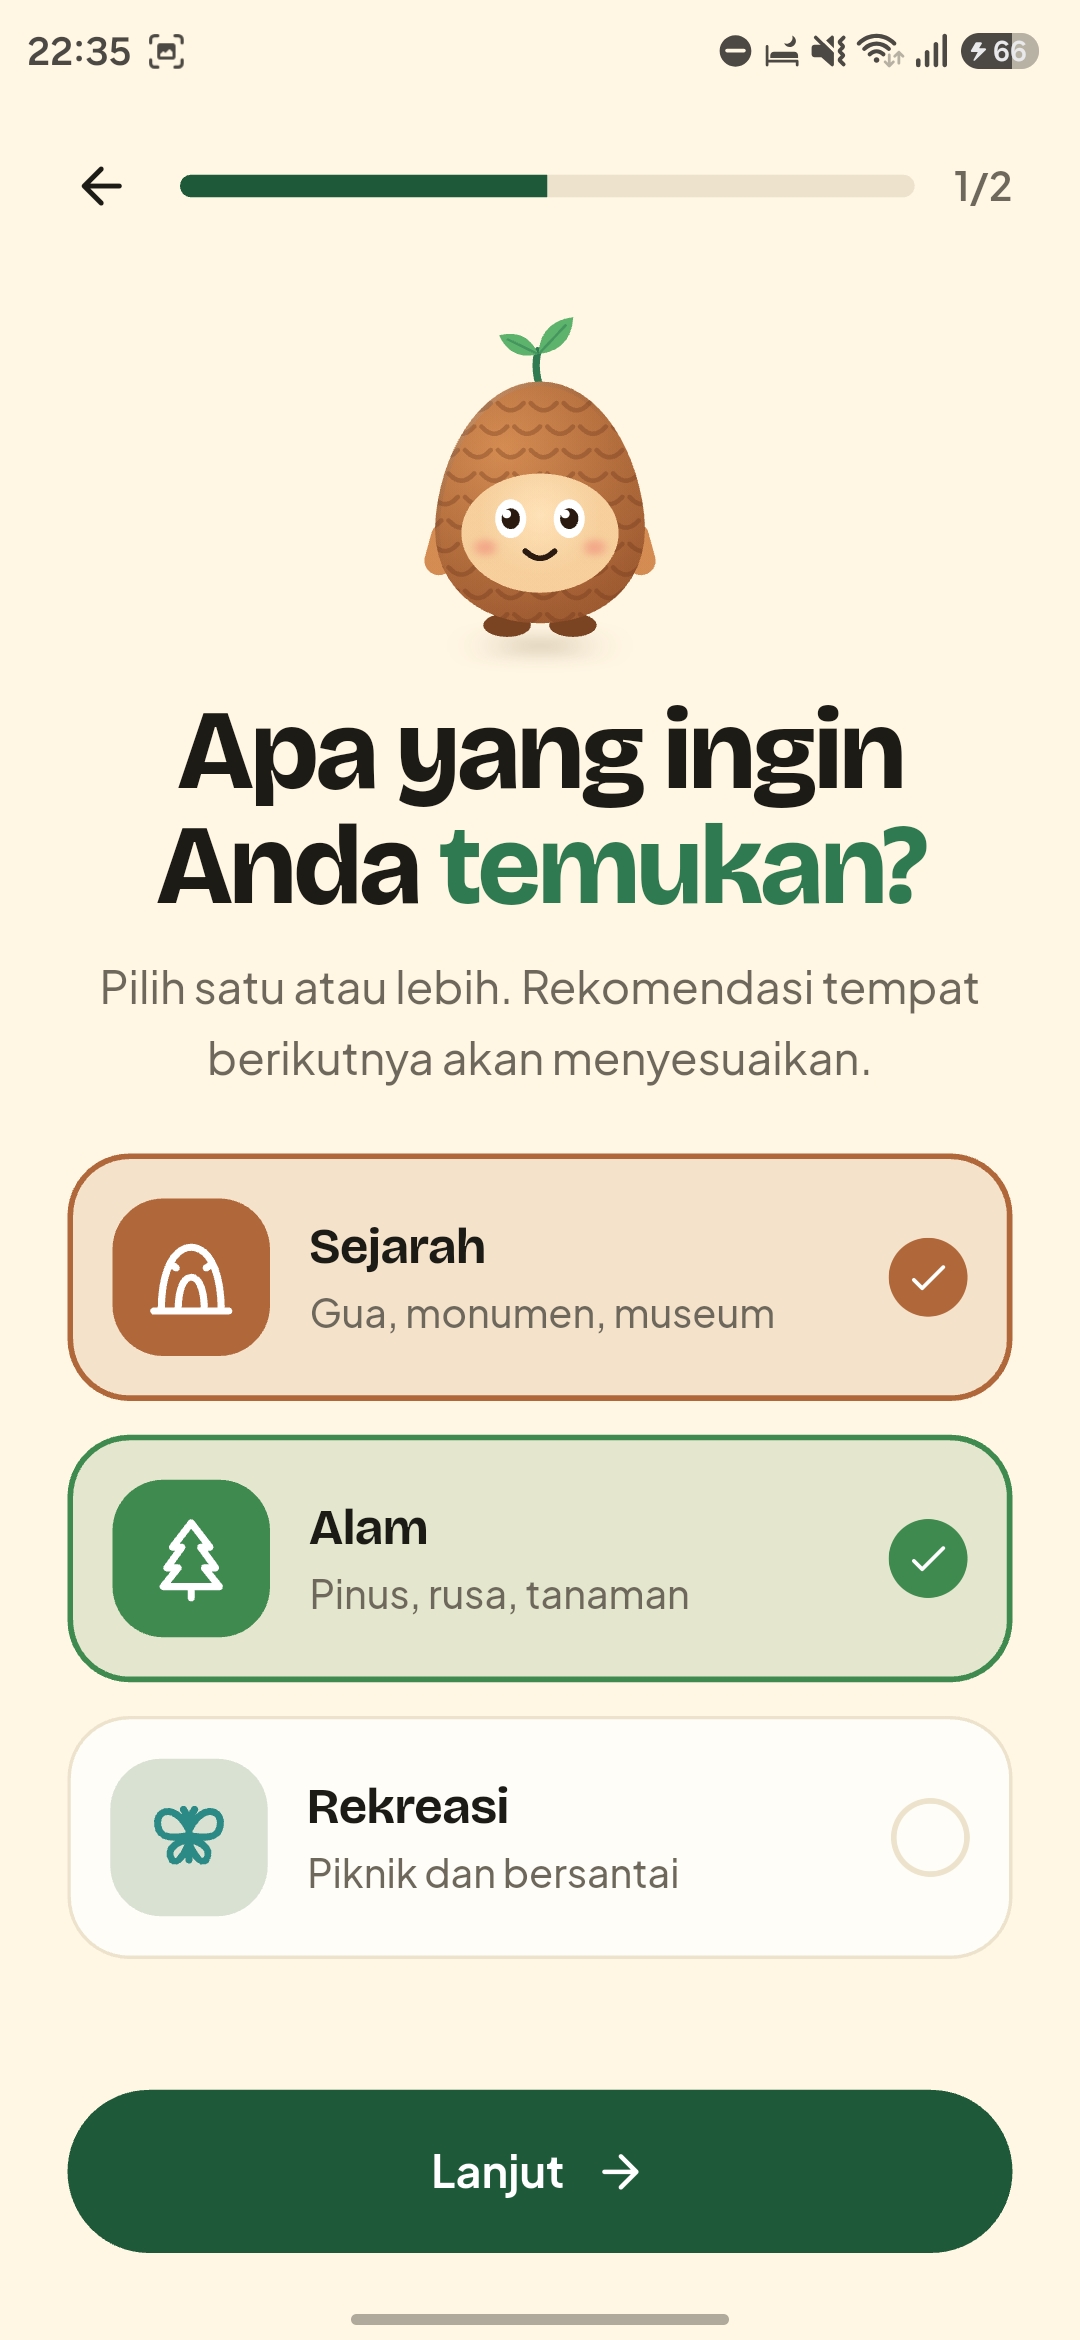 22:35
66
1/2
Apa yang ingin
Anda temukan?
Pilih satu atau lebih. Rekomendasi tempat
berikutnya akan menyesuaikan.
Sejarah
Gua, monumen, museum
Alam
Pinus, rusa, tanaman
Rekreasi
Piknik dan bersantai
Lanjut